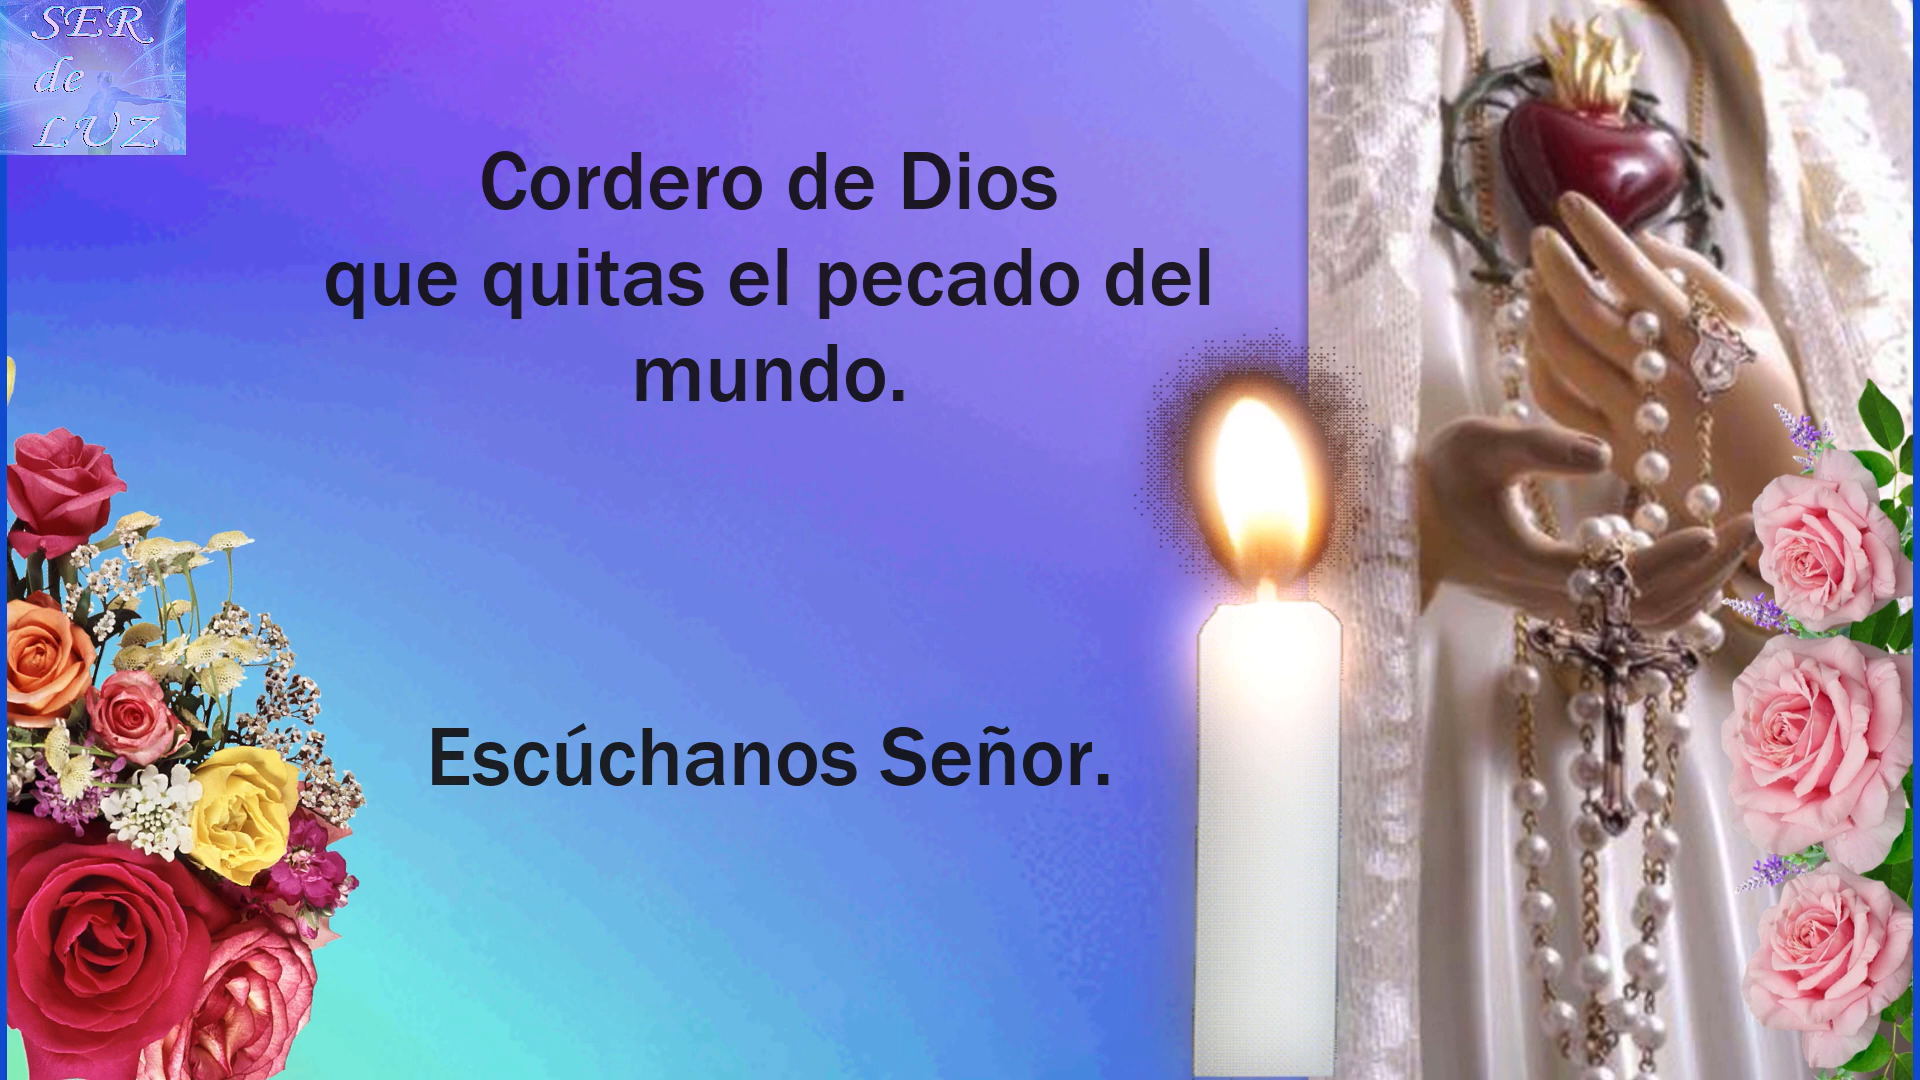 SER
de
LUZ
Cordero de Dios
que quitas el pecado del
mundo.
Escúchanos Señor.